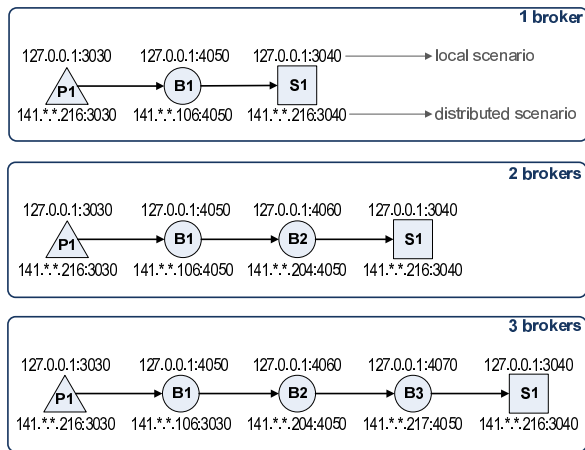 1 broker
127.0.0.1:3030 127.0.0.1:4050 127.0.0.1:3040 local scenario
P1 B1 S1
141.*.*.216:3030 141.*.*.106:4050 141.*.*.216:3040 distributed scenario
2 brokers
127.0.0.1:3030 127.0.0.1:4050 127.0.0.1:4060 127.0.0.1:3040
P1 B1 B2 S1
141.*.*.216:3030 141.*.*.106:4050 141.*.*.204:4050 141.*.*.216:3040
3 brokers
127.0.0.1:3030 127.0.0.1:4050 127.0.0.1:4060 127.0.0.1:4070 127.0.0.1:3040
P1 B1 B2 B3 S1
141.*.*.216:3030 141.*.*.106:3030 141.*.*.204:4050 141.*.*.217:4050 141.*.*.216:3040